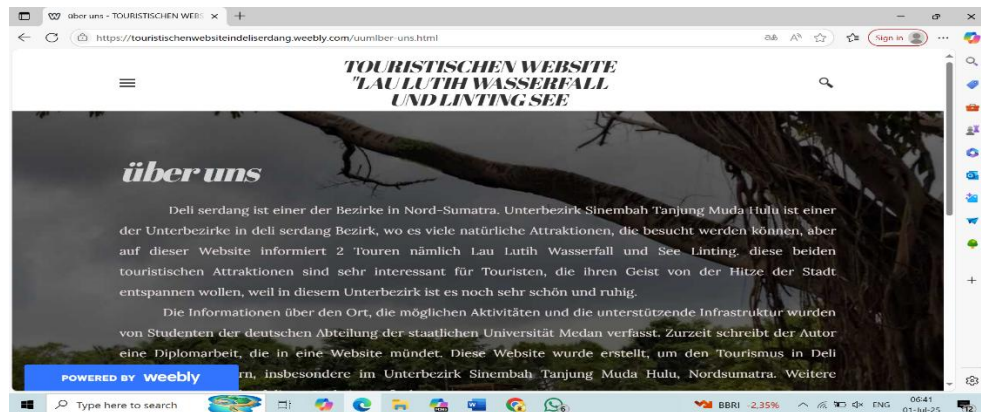 über uns - TOURISTISCHEN WEBS
https://touristischenwebsiteindeliserdang.weebly.com/uumlber-uns.html
Sign in
TOURISTISCHEN WEBSITE
"LAU LUTIH WASSERFALL
UND LINTING SEE
über uns
Deli serdang ist einer der Bezirke in Nord-Sumatra. Unterbezirk Sinembah Tanjung Muda Hulu ist einer
der Unterbezirke in deli serdang Bezirk, wo es viele natürliche Attraktionen, die besucht werden können, aber
auf dieser Website informiert 2 Touren nämlich Lau Lutih Wasserfall und See Linting. diese beiden
touristischen Attraktionen sind sehr interessant für Touristen, die ihren Geist von der Hitze der Stadt
entspannen wollen, weil in diesem Unterbezirk ist es noch sehr schön und ruhig.
Die Informationen über den Ort, die möglichen Aktivitäten und die unterstützende Infrastruktur wurden
von Studenten der deutschen Abteilung der staatlichen Universität Medan verfasst. Zurzeit schreibt der Autor
eine Diplomarbeit, die in eine Website mündet. Diese Website wurde erstellt, um den Tourismus in Deli
rn, insbesondere im Unterbezirk Sinembah Tanjung Muda Hulu, Nordsumatra. Weitere
POWERED BY weebly
Type here to search
BBRI -2,35%
ENG
06:41
01-Jul-25